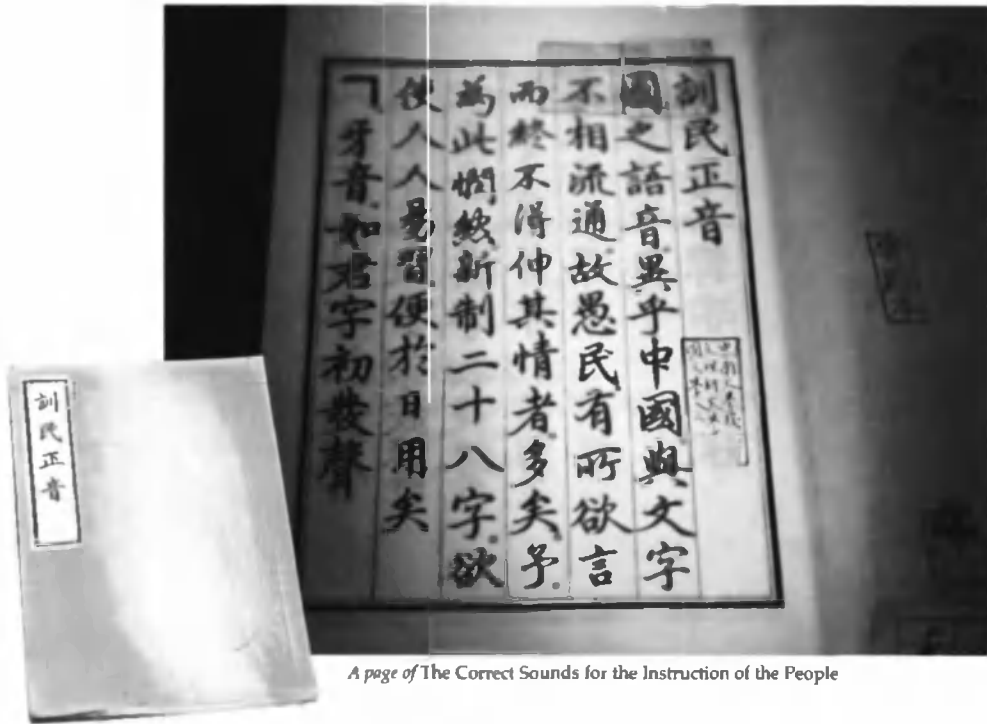 訓民正音
國之語音異乎中國與文字
不相流通故愚民有所欲言
而終不得伸其情者多矣予
為此憫然新制二十八字欲
使人人易習便於日用矣
ㄱ牙音如君字初發聲
訓民正音
A page of The Correct Sounds for the Instruction of the People